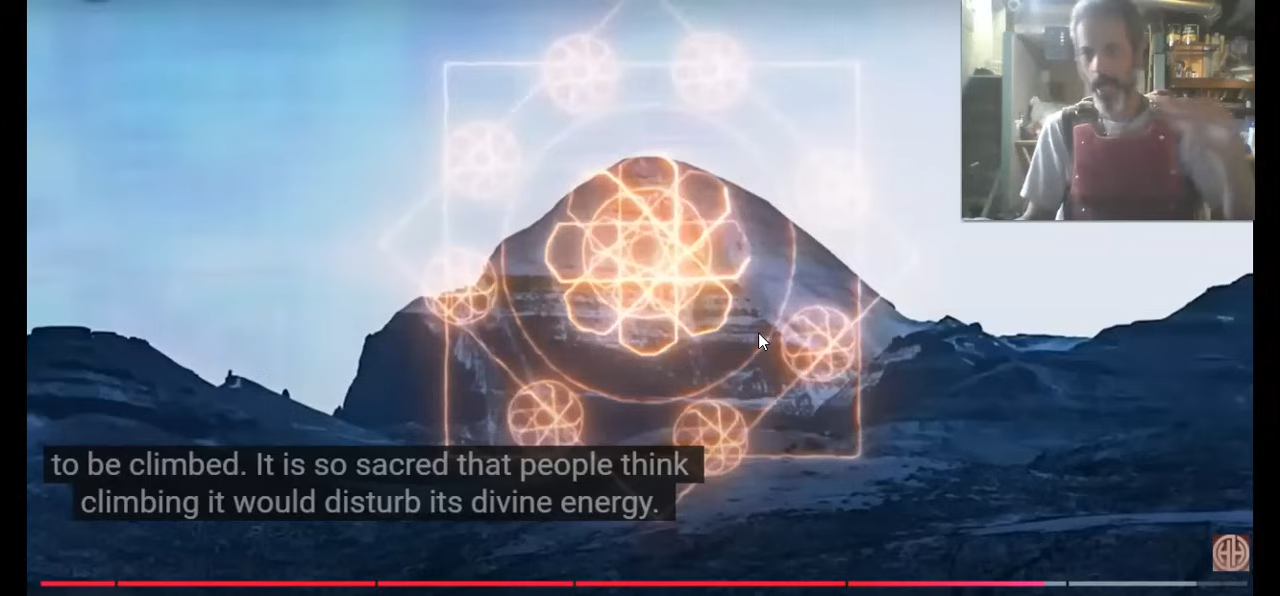 to be climbed. It is so sacred that people think
climbing it would disturb its divine energy.